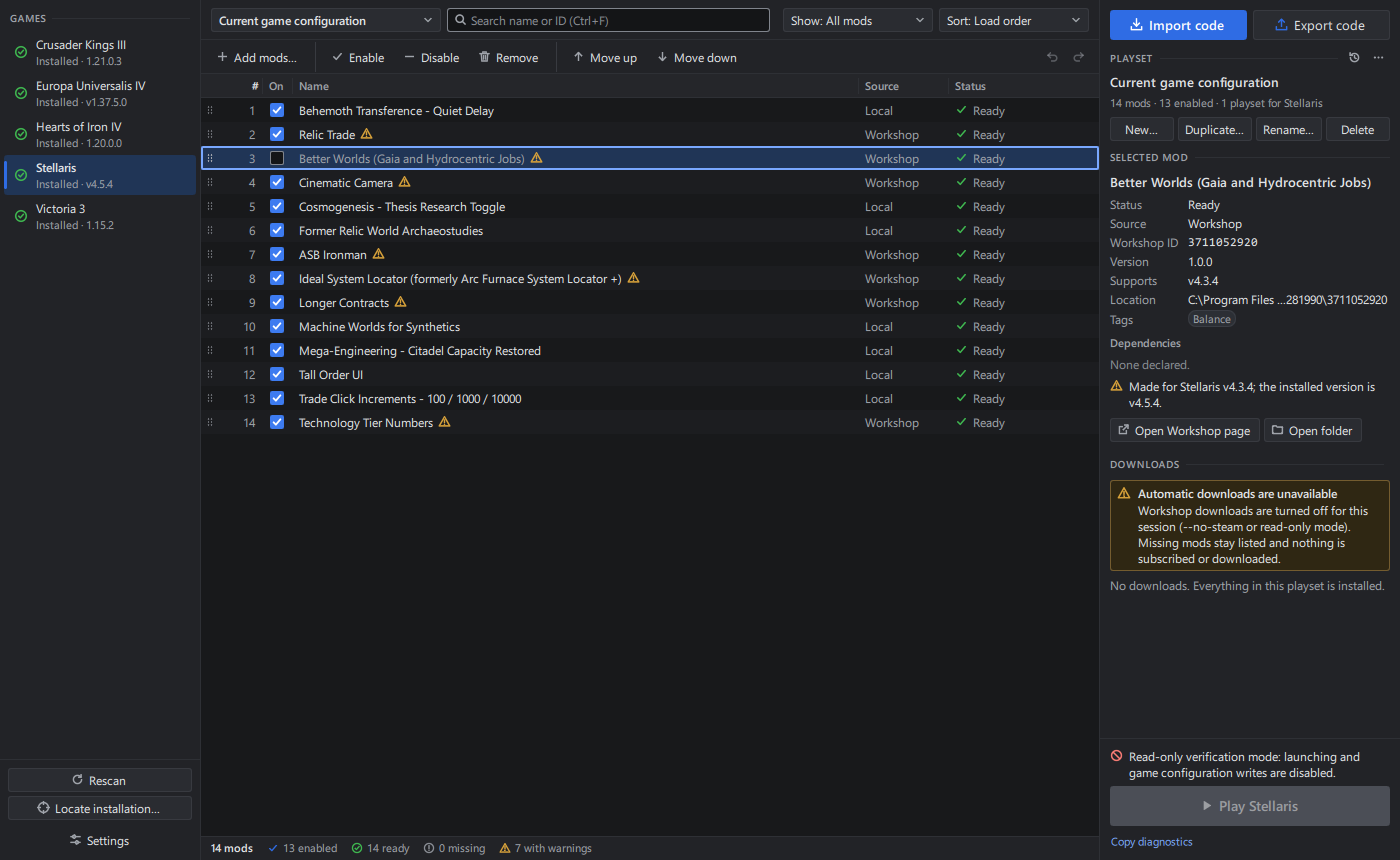 GAMES
Crusader Kings III
Installed · 1.21.0.3
Europa Universalis IV
Installed · v1.37.5.0
Hearts of Iron IV
Installed · 1.20.0.0
Stellaris
Installed · v4.5.4
Victoria 3
Installed · 1.15.2
Rescan
Locate installation...
Settings
Current game configuration
Search name or ID (Ctrl+F)
Show: All mods
Sort: Load order
Add mods...
Enable
Disable
Remove
Move up
Move down
# On Name Source Status
1 Behemoth Transference - Quiet Delay Local Ready
2 Relic Trade Workshop Ready
3 Better Worlds (Gaia and Hydrocentric Jobs) Workshop Ready
4 Cinematic Camera Workshop Ready
5 Cosmogenesis - Thesis Research Toggle Local Ready
6 Former Relic World Archaeostudies Local Ready
7 ASB Ironman Workshop Ready
8 Ideal System Locator (formerly Arc Furnace System Locator +) Workshop Ready
9 Longer Contracts Workshop Ready
10 Machine Worlds for Synthetics Local Ready
11 Mega-Engineering - Citadel Capacity Restored Local Ready
12 Tall Order UI Local Ready
13 Trade Click Increments - 100 / 1000 / 10000 Local Ready
14 Technology Tier Numbers Workshop Ready
14 mods 13 enabled 14 ready 0 missing 7 with warnings
Import code
Export code
PLAYSET
Current game configuration
14 mods · 13 enabled · 1 playset for Stellaris
New...
Duplicate...
Rename...
Delete
SELECTED MOD
Better Worlds (Gaia and Hydrocentric Jobs)
Status Ready
Source Workshop
Workshop ID 3711052920
Version 1.0.0
Supports v4.3.4
Location C:\Program Files ...281990\3711052920
Tags Balance
Dependencies
None declared.
Made for Stellaris v4.3.4; the installed version is
v4.5.4.
Open Workshop page
Open folder
DOWNLOADS
Automatic downloads are unavailable
Workshop downloads are turned off for this
session (--no-steam or read-only mode).
Missing mods stay listed and nothing is
subscribed or downloaded.
No downloads. Everything in this playset is installed.
Read-only verification mode: launching and
game configuration writes are disabled.
Play Stellaris
Copy diagnostics